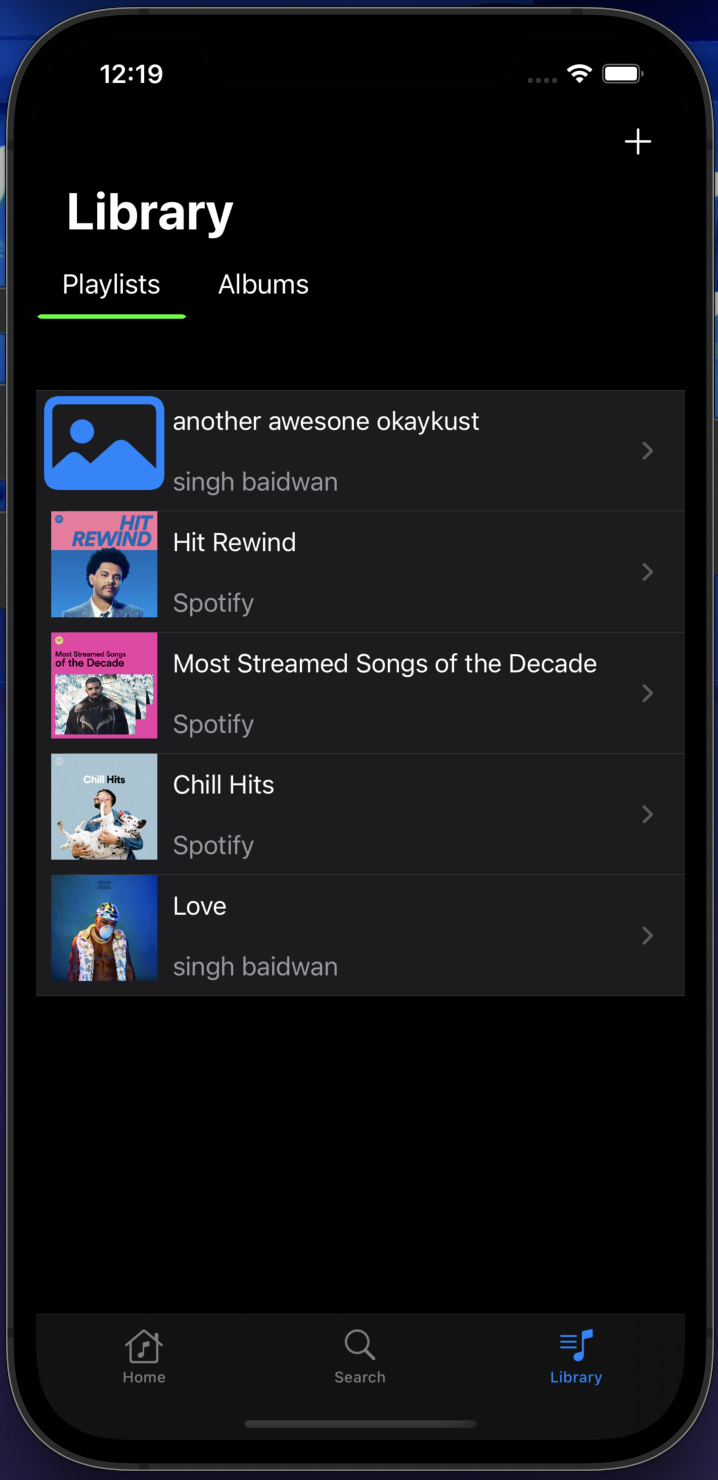 12:19
Library
Playlists Albums
another awesone okaykust
singh baidwan
HIT
REWIND
Hit Rewind
Spotify
Most Streamed Songs
of the Decade
Most Streamed Songs of the Decade
Spotify
Chill Hits
Chill Hits
Spotify
Love
singh baidwan
Home Search Library